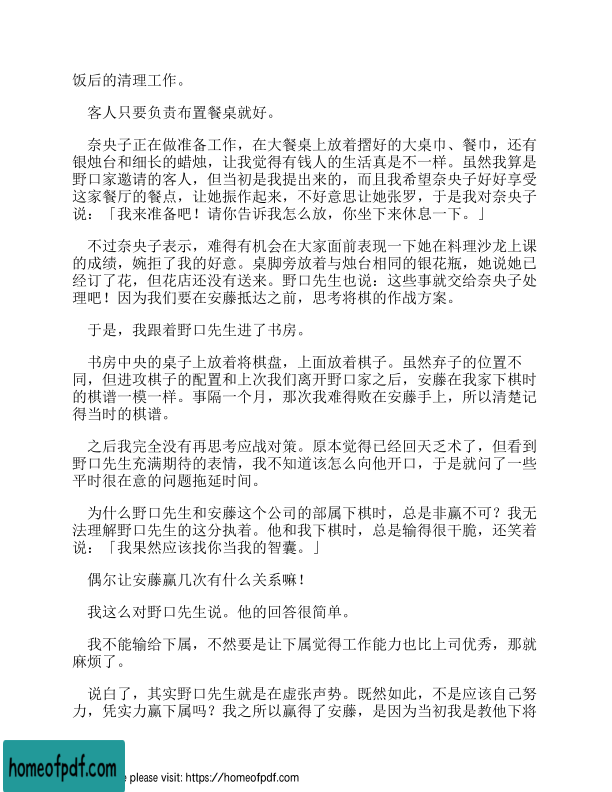 饭后的清理工作。
客人只要负责布置餐桌就好。
奈央子正在做准备工作，在大餐桌上放着摺好的大桌巾、餐巾，还有
银烛台和细长的蜡烛，让我觉得有钱人的生活真是不一样。虽然我算是
野口家邀请的客人，但当初是我提出来的，而且我希望奈央子好好享受
这家餐厅的餐点，让她振作起来，不好意思让她张罗，于是我对奈央子
说：「我来准备吧！请你告诉我怎么放，你坐下来休息一下。」
不过奈央子表示，难得有机会在大家面前表现一下她在料理沙龙上课
的成绩，婉拒了我的好意。桌脚旁放着与烛台相同的银花瓶，她说她已
经订了花，但花店还没有送来。野口先生也说：这些事就交给奈央子处
理吧！因为我们要在安藤抵达之前，思考将棋的作战方案。
于是，我跟着野口先生进了书房。
书房中央的桌子上放着将棋盘，上面放着棋子。虽然弃子的位置不
同，但进攻棋子的配置和上次我们离开野口家之后，安藤在我家下棋时
的棋谱一模一样。事隔一个月，那次我难得败在安藤手上，所以清楚记
得当时的棋谱。
之后我完全没有再思考应战对策。原本觉得已经回天乏术了，但看到
野口先生充满期待的表情，我不知道该怎么向他开口，于是就问了一些
平时很在意的问题拖延时间。
为什么野口先生和安藤这个公司的部属下棋时，总是非赢不可？我无
法理解野口先生的这分执着。他和我下棋时，总是输得很干脆，还笑着
说：「我果然应该找你当我的智囊。」
偶尔让安藤赢几次有什么关系嘛！
我这么对野口先生说。他的回答很简单。
我不能输给下属，不然要是让下属觉得工作能力也比上司优秀，那就
麻烦了。
说白了，其实野口先生就是在虚张声势。既然如此，不是应该自己努
力，凭实力赢下属吗？我之所以赢得了安藤，是因为当初我是教他下将
homeofpdf.com
e please visit: https://homeofpdf.com